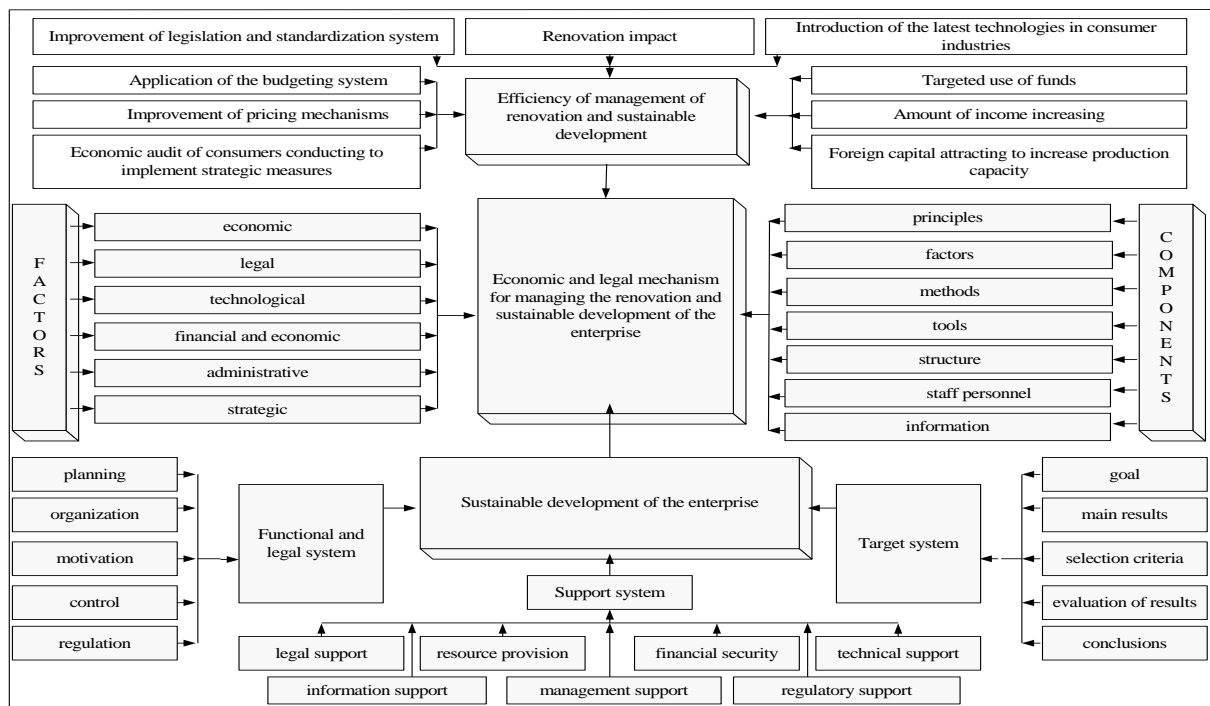 Improvement of legislation and standardization system
Renovation impact
Introduction of the latest technologies in consumer
industries
Application of the budgeting system
Improvement of pricing mechanisms
Economic audit of consumers conducting to
implement strategic measures
Efficiency of management of
renovation and sustainable
development
Targeted use of funds
Amount of income increasing
Foreign capital attracting to increase production
capacity
F
A
C
T
O
R
S
economic
legal
technological
financial and economic
administrative
strategic
Economic and legal mechanism
for managing the renovation and
sustainable development of the
enterprise
principles
factors
methods
tools
structure
staff personnel
information
C
O
M
P
O
N
E
N
T
S
planning
organization
motivation
control
regulation
Functional and
legal system
Sustainable development of the enterprise
Target system
goal
main results
selection criteria
evaluation of results
conclusions
Support system
legal support
resource provision
financial security
technical support
information support
management support
regulatory support